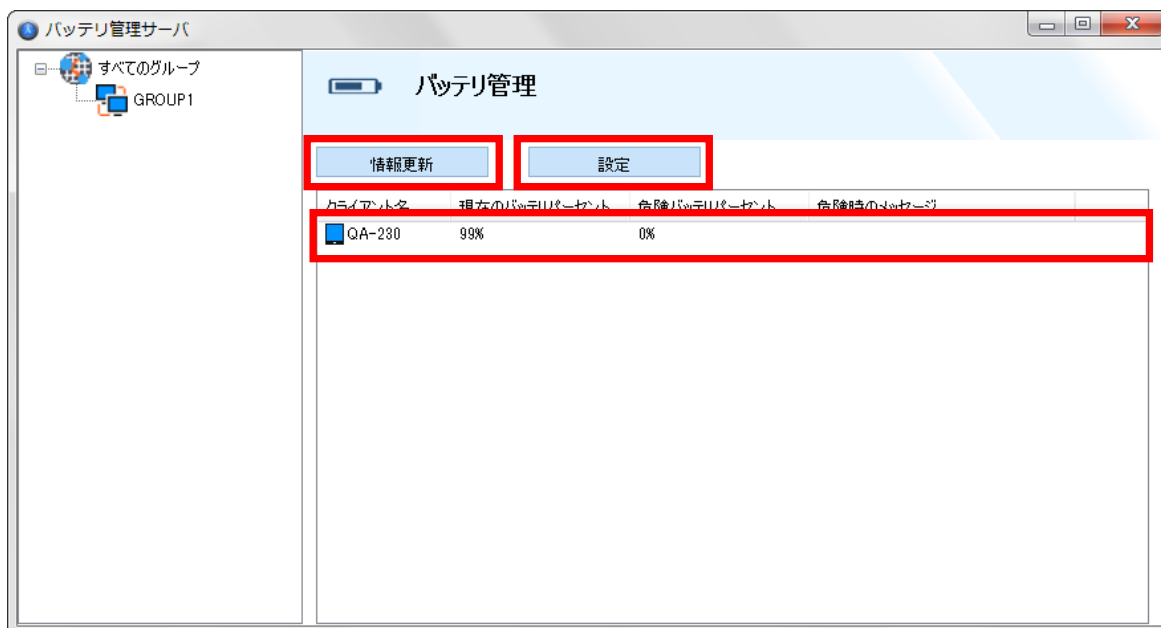 バッテリ管理サーバ
すべてのグループ
GROUP1
バッテリ管理
情報更新 設定
クライアント名 現在のバッテリパーセント 危険バッテリパーセント 危険時のメッセージ
QA-230 99% 0%